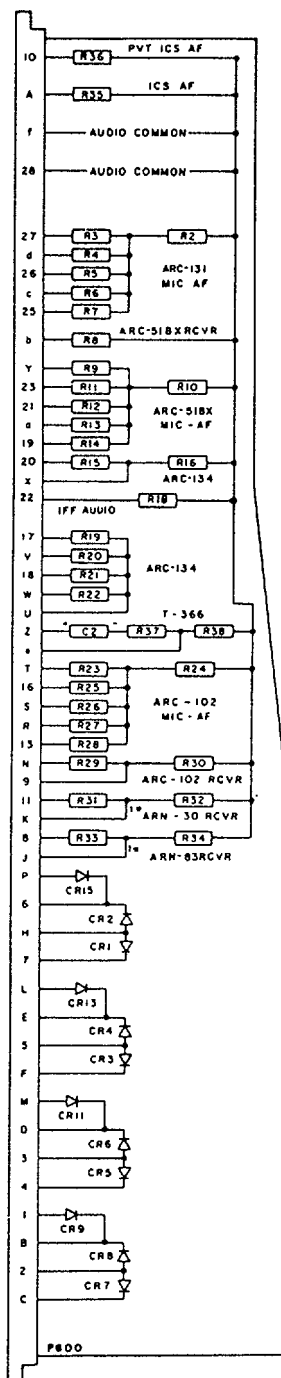 PVT ICS AF
10 R36
ICS AF
A R35
f AUDIO COMMON
28 AUDIO COMMON
27 R3 R2
d R4
ARC-131
26 R5
MIC AF
c R6
25 R7
ARC-518XRCVR
b R8
Y R9
23 R11 R10
21 R12
ARC-518X
a R13
MIC-AF
19 R14
20 R15 R16
x ARC-134
22 R18
IFF AUDIO
17 R19
V R20
ARC-134
18 R21
W R22
U T-366
Z + C2 - R37 R38
T R23 R24
16 R25
S R26
ARC-102
R R27
MIC-AF
13 R28
N R29 R30
9 ARC-102 RCVR
11 R31 R32
K ARN-30 RCVR
8 R33 R34
J ARN-83RCVR
P
CR15
6
CR2
H
CR1
7
L
CR13
E
CR4
5
CR3
F
M
CR11
D
CR6
3
CR5
4
1
CR9
B
CR8
2
CR7
C
P600